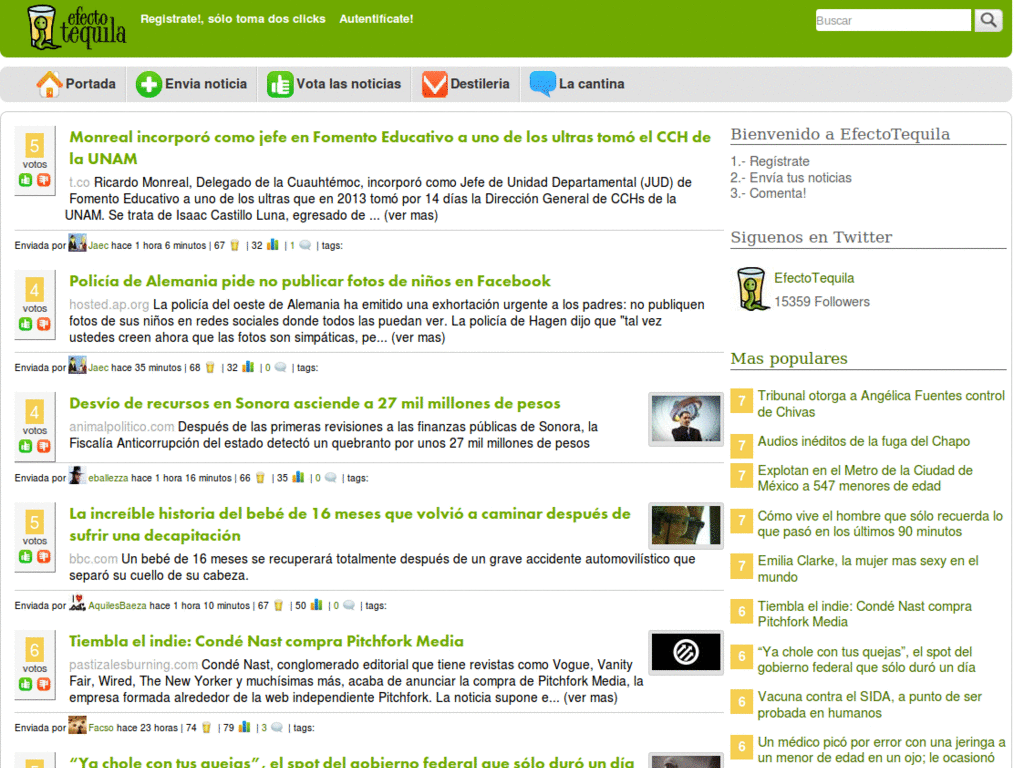 efecto
tequila
Registrate!, sólo toma dos clicks Autentifícate!
Buscar
Portada Envia noticia Vota las noticias Destileria La cantina
5
votos
Monreal incorporó como jefe en Fomento Educativo a uno de los ultras tomó el CCH de
la UNAM
t.co Ricardo Monreal, Delegado de la Cuauhtémoc, incorporó como Jefe de Unidad Departamental (JUD) de
Fomento Educativo a uno de los ultras que en 2013 tomó por 14 días la Dirección General de CCHs de la
UNAM. Se trata de Isaac Castillo Luna, egresado de ... (ver mas)
Enviada por Jaec hace 1 hora 6 minutos | 67 | 32 | 1 | tags:
4
votos
Policía de Alemania pide no publicar fotos de niños en Facebook
hosted.ap.org La policía del oeste de Alemania ha emitido una exhortación urgente a los padres: no publiquen
fotos de sus niños en redes sociales donde todos las puedan ver. La policía de Hagen dijo que "tal vez
ustedes creen ahora que las fotos son simpáticas, pe... (ver mas)
Enviada por Jaec hace 35 minutos | 68 | 32 | 0 | tags:
4
votos
Desvío de recursos en Sonora asciende a 27 mil millones de pesos
animalpolitico.com Después de las primeras revisiones a las finanzas públicas de Sonora, la
Fiscalía Anticorrupción del estado detectó un quebranto por unos 27 mil millones de pesos
Enviada por eballezza hace 1 hora 16 minutos | 66 | 35 | 0 | tags:
5
votos
La increíble historia del bebé de 16 meses que volvió a caminar después de
sufrir una decapitación
bbc.com Un bebé de 16 meses se recuperará totalmente después de un grave accidente automovilístico que
separó su cuello de su cabeza.
Enviada por AquilesBaeza hace 1 hora 10 minutos | 67 | 50 | 0 | tags:
6
votos
Tiembla el indie: Condé Nast compra Pitchfork Media
pastizalesburning.com Condé Nast, conglomerado editorial que tiene revistas como Vogue, Vanity
Fair, Wired, The New Yorker y muchísimas más, acaba de anunciar la compra de Pitchfork Media, la
empresa formada alrededor de la web independiente Pitchfork. La noticia supone e... (ver mas)
Enviada por Facso hace 23 horas | 74 | 79 | 3 | tags:
"Ya chole con tus quejas", el spot del gobierno federal que sólo duró un día
Bienvenido a EfectoTequila
1.- Regístrate
2.- Envía tus noticias
3.- Comenta!
Siguenos en Twitter
EfectoTequila
15359 Followers
Mas populares
7 Tribunal otorga a Angélica Fuentes control
de Chivas
7 Audios inéditos de la fuga del Chapo
7 Explotan en el Metro de la Ciudad de
México a 547 menores de edad
7 Cómo vive el hombre que sólo recuerda lo
que pasó en los últimos 90 minutos
7 Emilia Clarke, la mujer mas sexy en el
mundo
6 Tiembla el indie: Condé Nast compra
Pitchfork Media
6 “Ya chole con tus quejas”, el spot del
gobierno federal que sólo duró un día
6 Vacuna contra el SIDA, a punto de ser
probada en humanos
6 Un médico picó por error con una jeringa a
un menor de edad en un ojo; le ocasionó